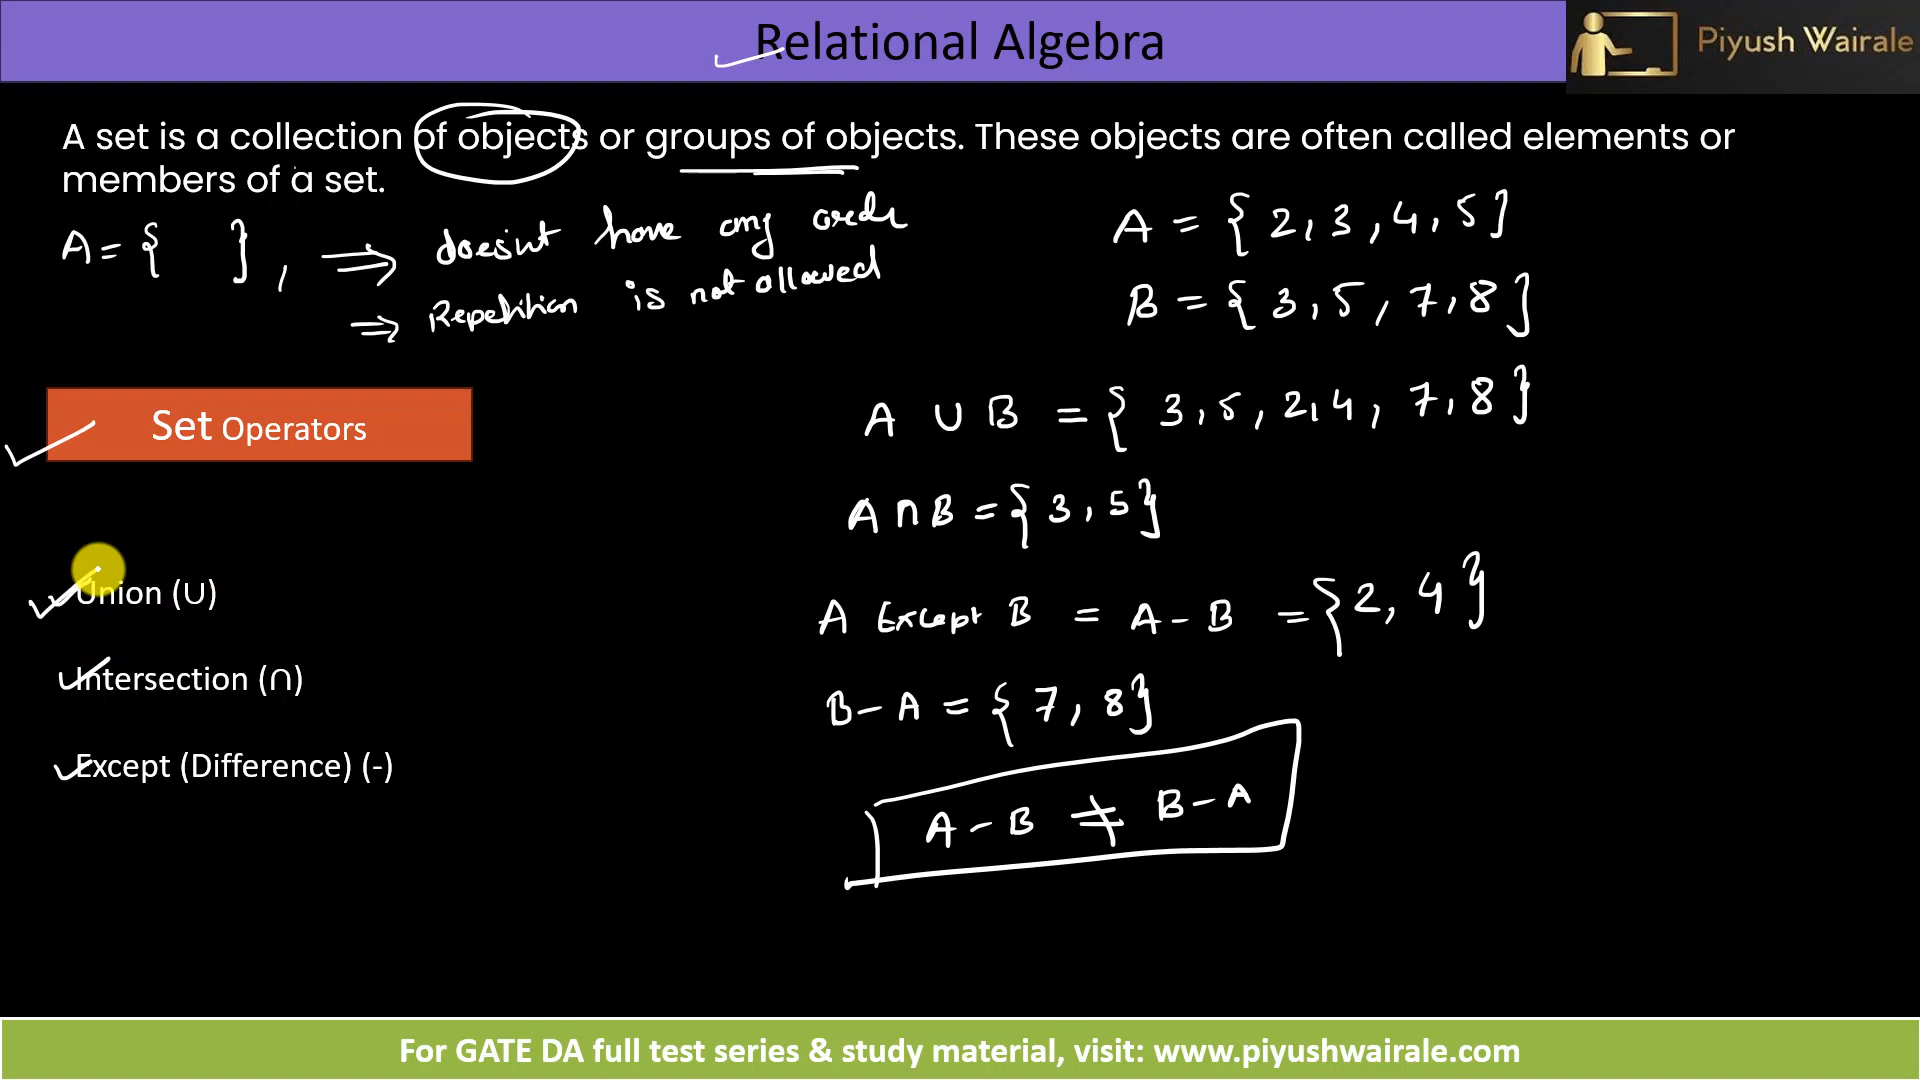 Relational Algebra
Piyush Wairale
A set is a collection of objects or groups of objects. These objects are often called elements or
members of a set.
A = { } , ⇒ doesn't have any order
⇒ Repetition is not allowed
A = { 2, 3, 4, 5 }
B = { 3, 5, 7, 8 }
Set Operators
A ∪ B = { 3, 5, 2, 4, 7, 8 }
A ∩ B = { 3, 5 }
Union (∪)
A Except B = A - B = { 2, 4 }
Intersection (∩)
B - A = { 7, 8 }
Except (Difference) (-)
A - B ≠ B - A
For GATE DA full test series & study material, visit: www.piyushwairale.com